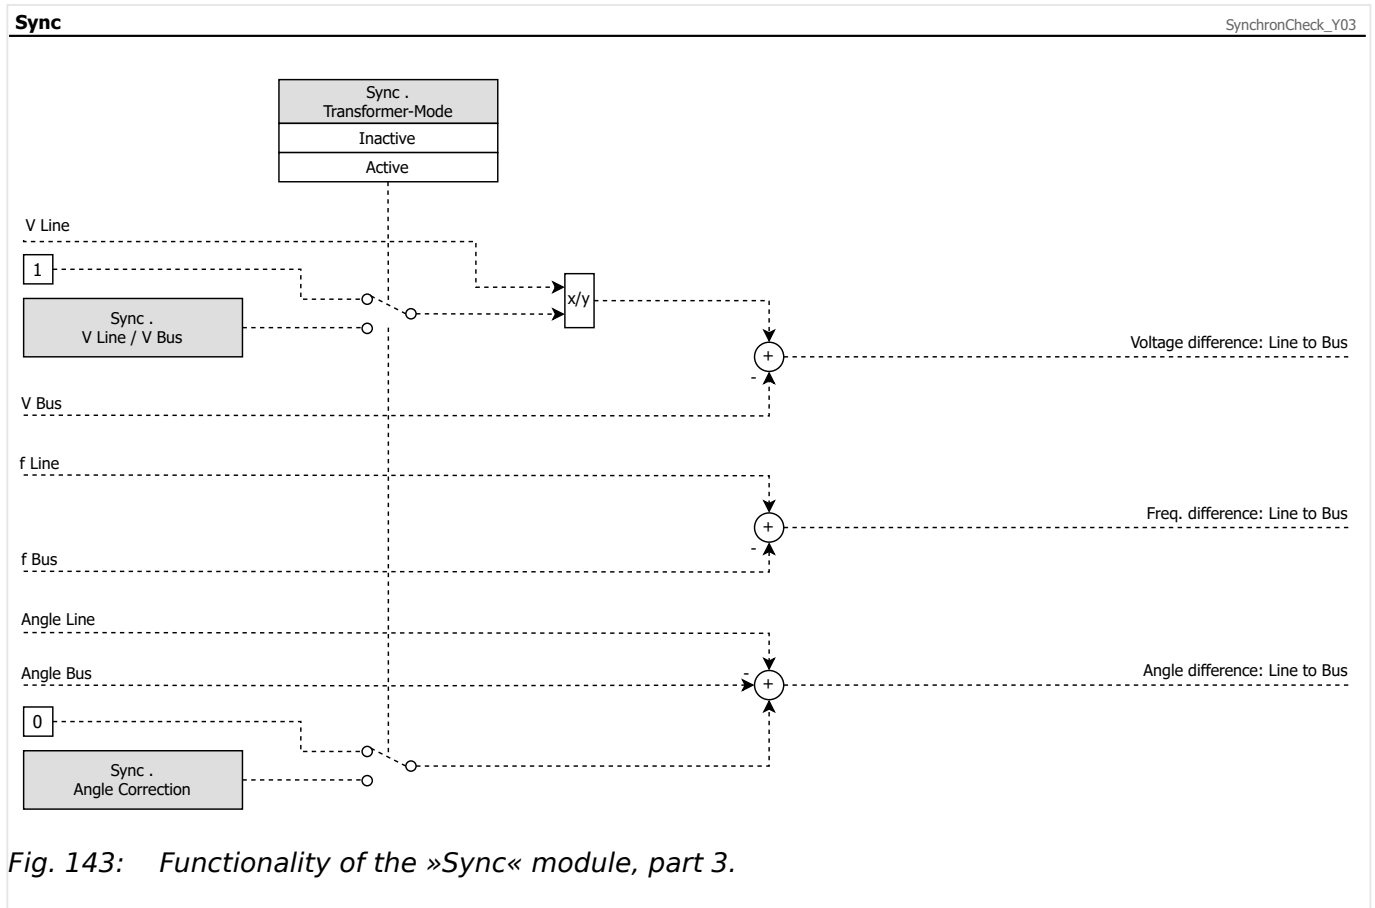 Sync
SynchronCheck_Y03
Sync .
Transformer-Mode
Inactive
Active
V Line
1
Sync .
V Line / V Bus
x/y
+
-
Voltage difference: Line to Bus
V Bus
f Line
+
-
Freq. difference: Line to Bus
f Bus
Angle Line
Angle Bus
-
+
Angle difference: Line to Bus
0
Sync .
Angle Correction
Fig. 143: Functionality of the »Sync« module, part 3.